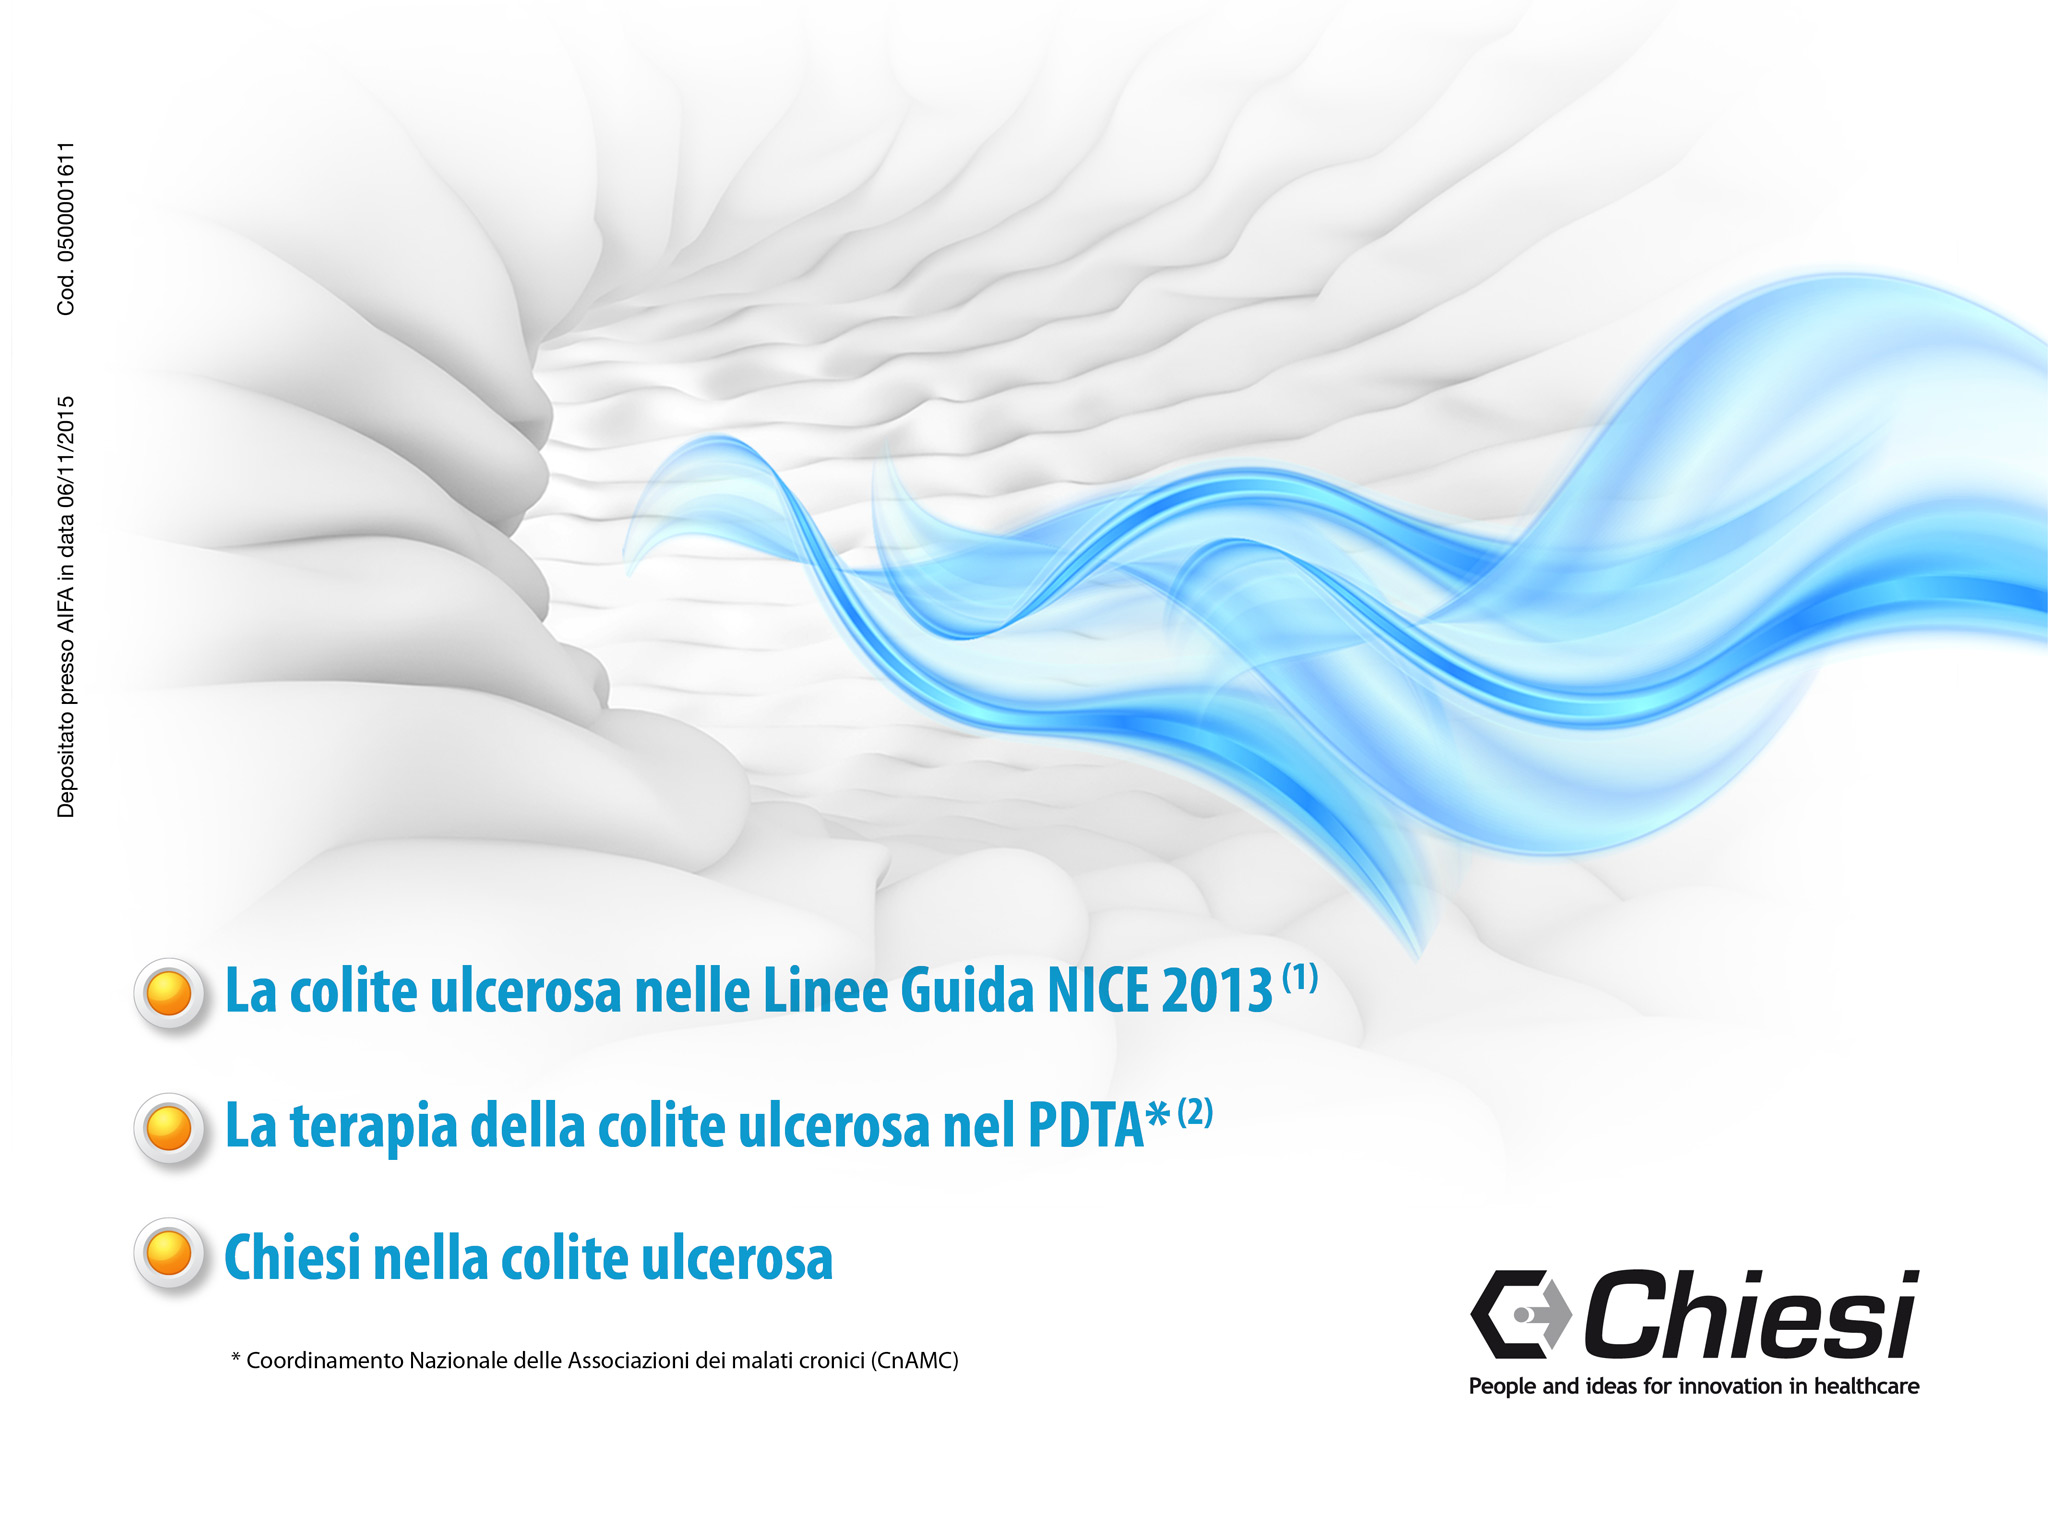 Depositato presso AIFA in data 06/11/2015 Cod. 0500001611
La colite ulcerosa nelle Linee Guida NICE 2013 (1)
La terapia della colite ulcerosa nel PDTA* (2)
Chiesi nella colite ulcerosa
* Coordinamento Nazionale delle Associazioni dei malati cronici (CnAMC)
Chiesi
People and ideas for innovation in healthcare